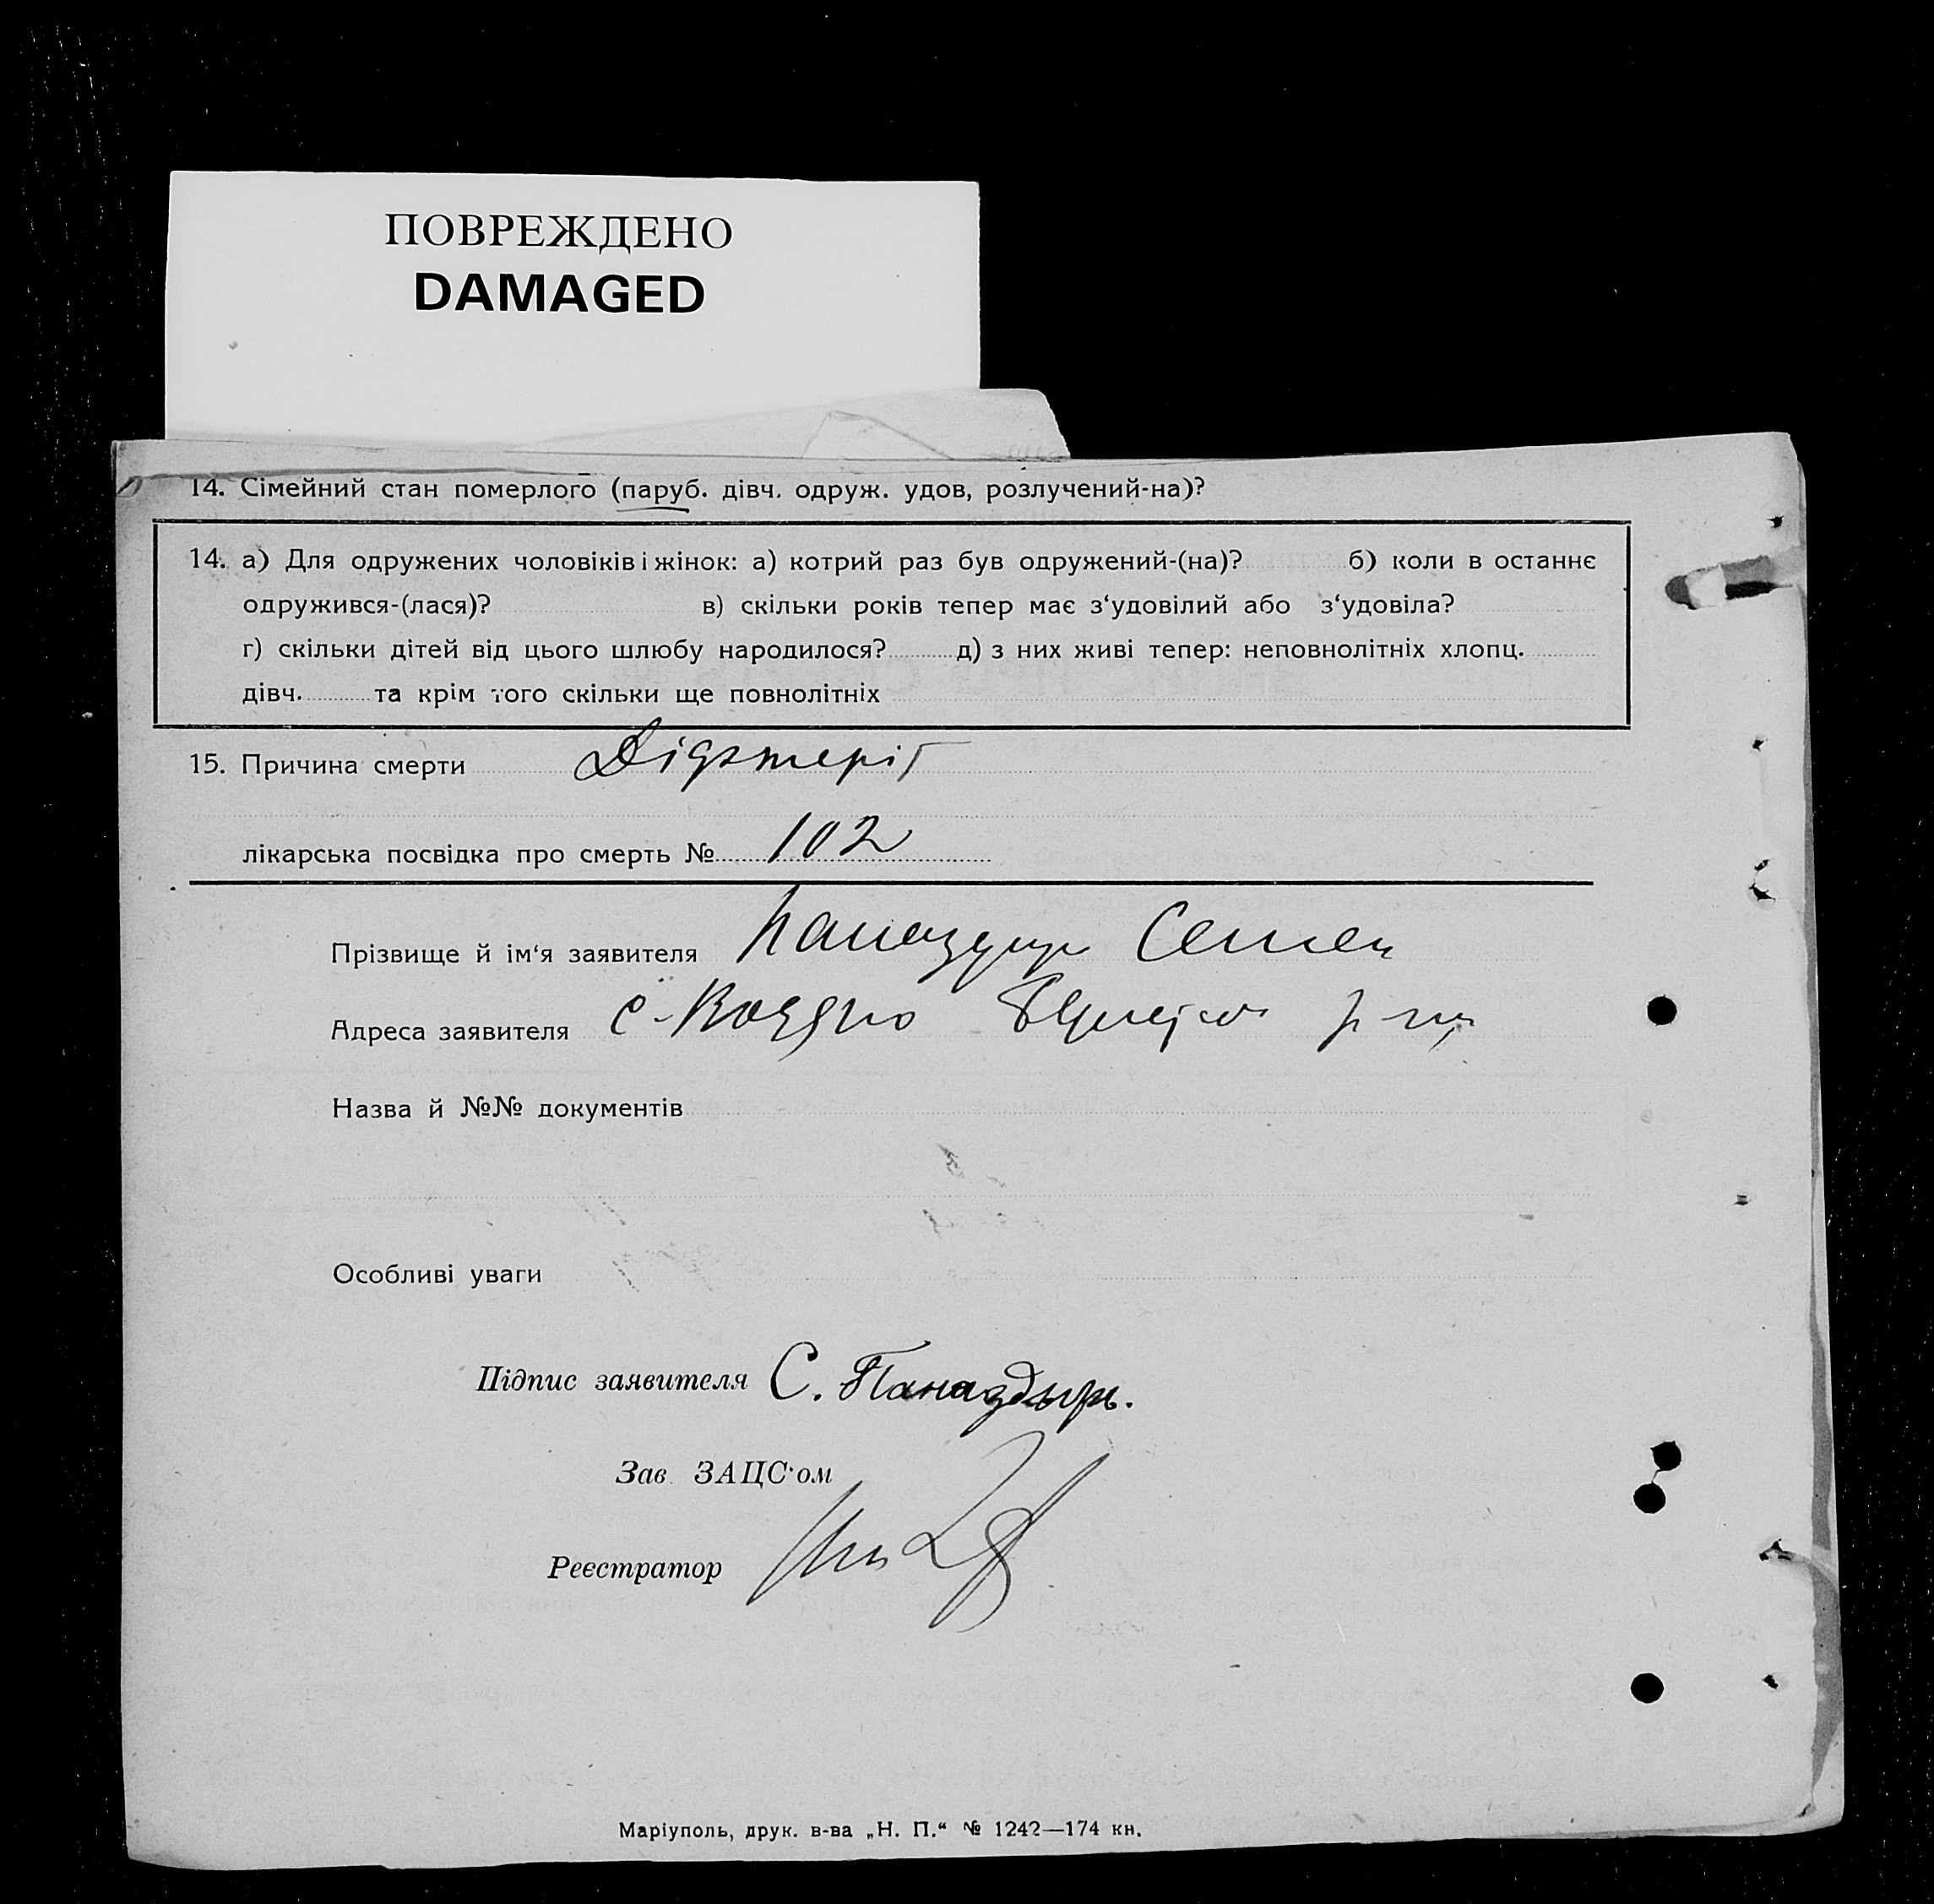 ПОВРЕЖДЕНО
DAMAGED
14. Сімейний стан померлого (паруб. дівч. одруж. удов, розлучений-на)?
14. а) Для одружених чоловіків і жінок: а) котрий раз був одружений-(на)? б) коли в останнє
одружився-(лася)? в) скільки років тепер має з‘удовілий або з‘удовіла?
г) скільки дітей від цього шлюбу народилося? д) з них живі тепер: неповнолітніх хлопц.
дівч. та крім того скільки ще повнолітніх
15. Причина смерти Діфтеріт
лікарська посвідка про смерть № 102
Прізвище й ім‘я заявителя Паназдир Семен
Адреса заявителя с.
Назва й №№ документів
Особливі уваги
Підпис заявителя С. Паназдырь.
Зав. ЗАЦС‘ом
Реєстратор
Маріуполь, друк. в-ва „Н. П.“ № 1242—174 кн.